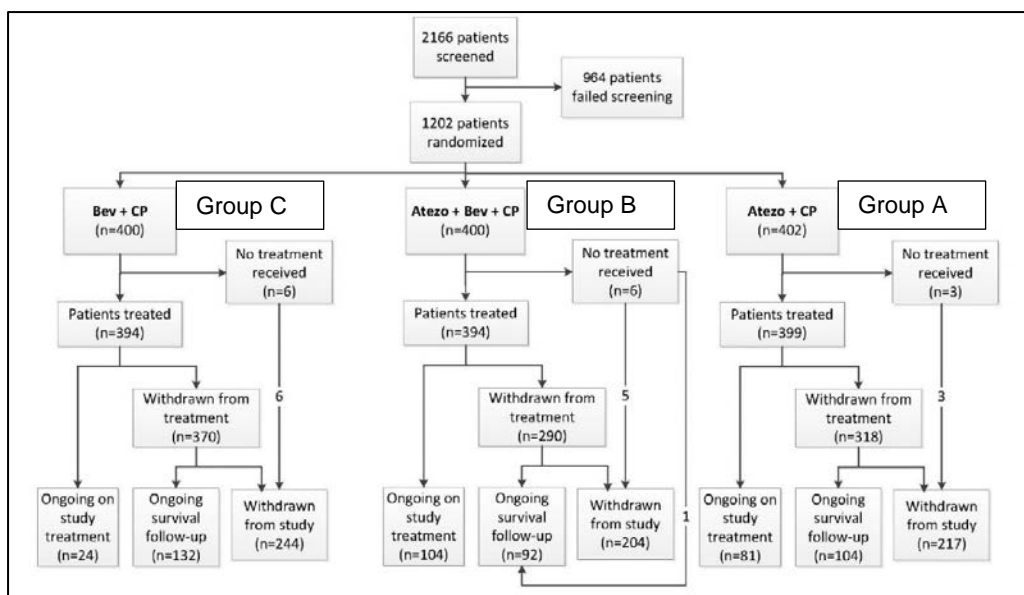 2166 patients
screened
964 patients
failed screening
1202 patients
randomized
Bev + CP
(n=400)
Group C
Atezo + Bev + CP
(n=400)
Group B
Atezo + CP
(n=402)
Group A
No treatment
received
(n=6)
No treatment
received
(n=6)
No treatment
received
(n=3)
Patients treated
(n=394)
Patients treated
(n=394)
Patients treated
(n=399)
Withdrawn from
treatment
(n=370)
6
Withdrawn from
treatment
(n=290)
5
Withdrawn from
treatment
(n=318)
3
Ongoing on
study
treatment
(n=24)
Ongoing
survival
follow-up
(n=132)
Withdrawn
from study
(n=244)
Ongoing on
study
treatment
(n=104)
Ongoing
survival
follow-up
(n=92)
Withdrawn
from study
(n=204)
1
Ongoing on
study
treatment
(n=81)
Ongoing
survival
follow-up
(n=104)
Withdrawn
from study
(n=217)